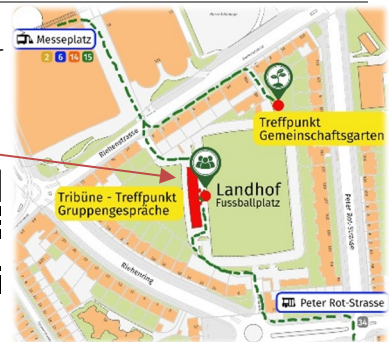 Messeplatz
2 6 14 15
Riehenstrasse
Treffpunkt
Gemeinschaftsgarten
Landhof
Fussballplatz
Tribüne - Treffpunkt
Gruppengespräche
Peter Rot-Strasse
Riehenring
Peter Rot-Strasse
34